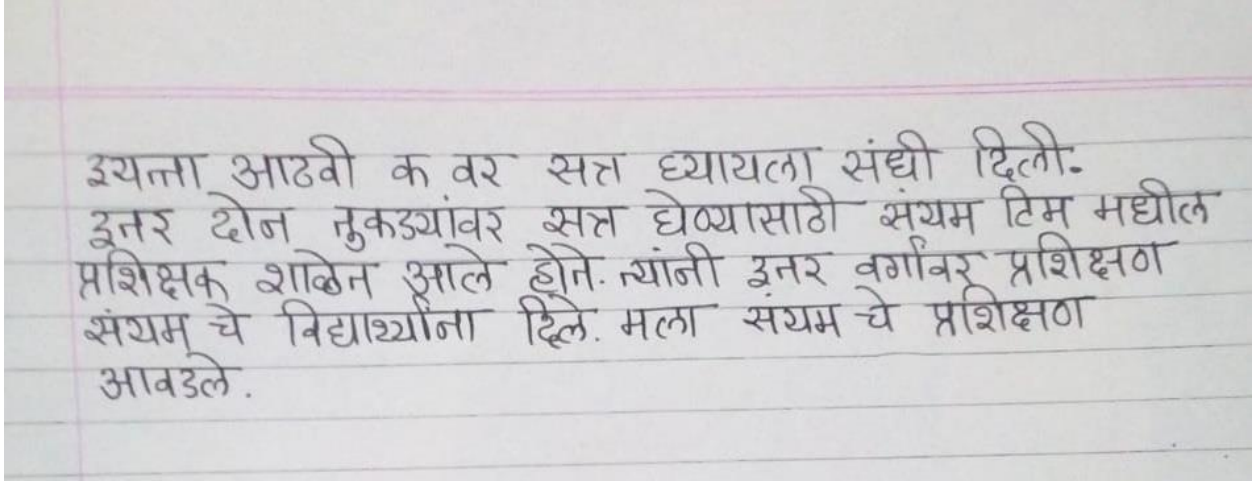 इयत्ता आठवी क वर सत्र घ्यायला संधी दिली.
इतर दोन तुकड्यांवर सत्र घेण्यासाठी संयम टिम मधील
प्रशिक्षक शाळेत आले होते. त्यांनी इतर वर्गावर प्रशिक्षण
संयम चे विद्यार्थ्यांना दिले. मला संयम चे प्रशिक्षण
आवडले.